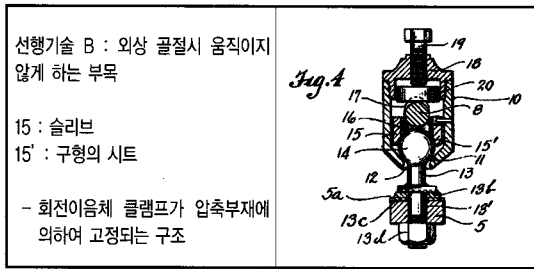 선행기술 B : 외상 골절시 움직이지
않게 하는 부목
15 : 슬리브
15' : 구형의 시트
- 회전이음체 클램프가 압축부재에
의하여 고정되는 구조
Fig. 4
19
18
20
17
10
16
8
15
15'
14
11
12
13
5a
13b
13c
13'
5
13d